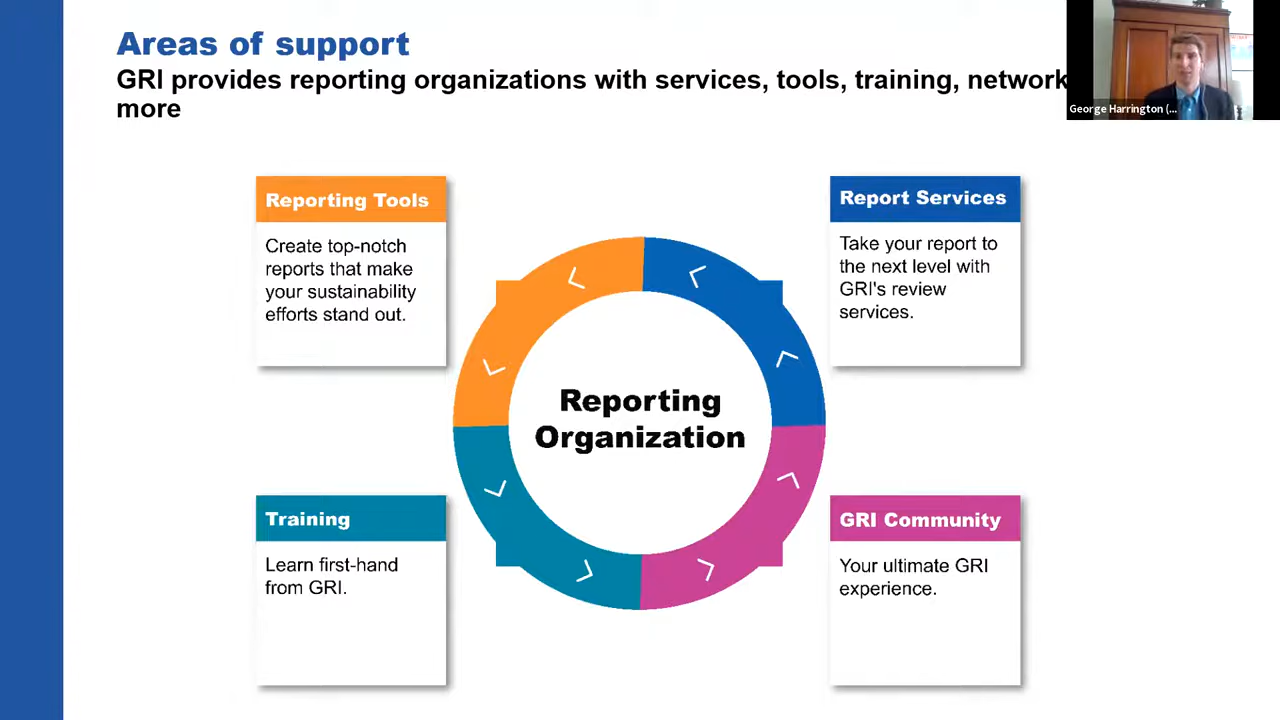 Areas of support
GRI provides reporting organizations with services, tools, training, network
more
George Harrington (...
Reporting Tools
Create top-notch
reports that make
your sustainability
efforts stand out.
Report Services
Take your report to
the next level with
GRI's review
services.
Reporting
Organization
Training
Learn first-hand
from GRI.
GRI Community
Your ultimate GRI
experience.